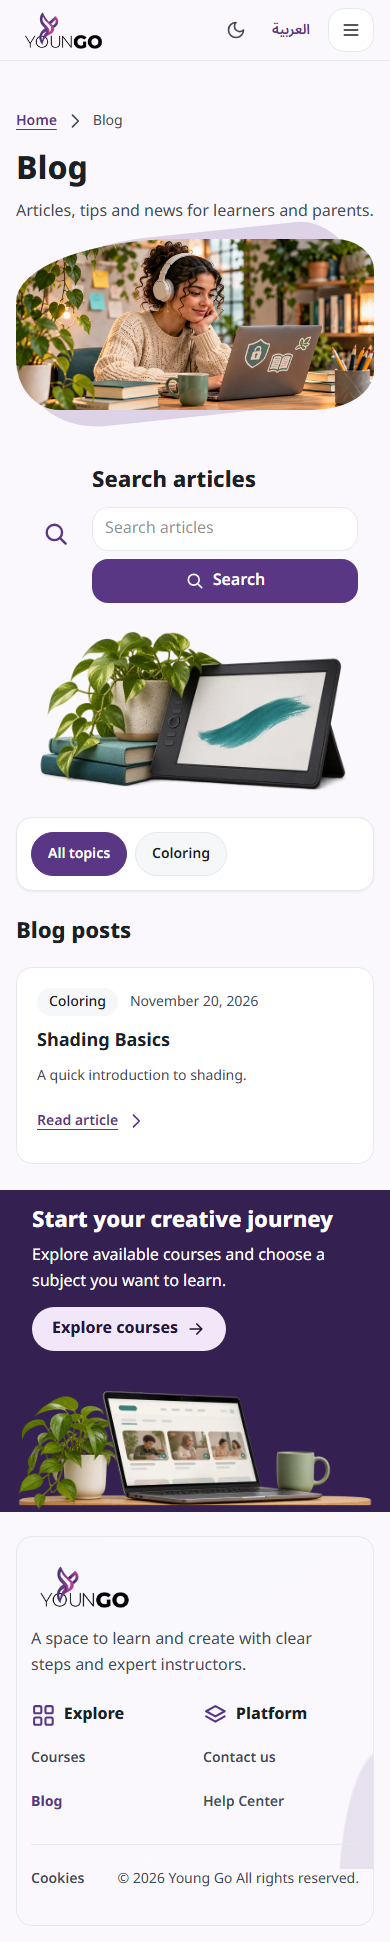 YOUNGO
العربية
Home
Blog
Blog
Articles, tips and news for learners and parents.
Search articles
Search articles
Search
All topics
Coloring
Blog posts
Coloring
November 20, 2026
Shading Basics
A quick introduction to shading.
Read article
Start your creative journey
Explore available courses and choose a
subject you want to learn.
Explore courses
YOUNGO
A space to learn and create with clear
steps and expert instructors.
Explore
Platform
Courses
Contact us
Blog
Help Center
Cookies
© 2026 Young Go All rights reserved.